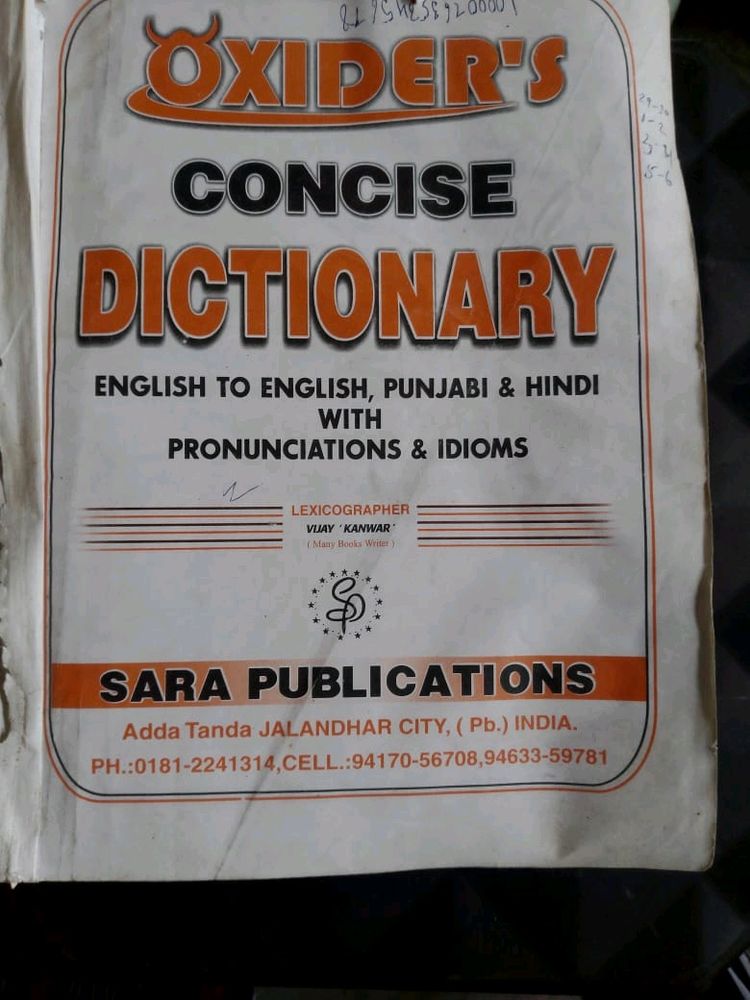 OXIDER'S
CONCISE
DICTIONARY
ENGLISH TO ENGLISH, PUNJABI & HINDI
WITH
PRONUNCIATIONS & IDIOMS
LEXICOGRAPHER
VIJAY 'KANWAR'
( Many Books Writer )
SP
SARA PUBLICATIONS
Adda Tanda JALANDHAR CITY, ( Pb.) INDIA.
PH.:0181-2241314,CELL.:94170-56708,94633-59781